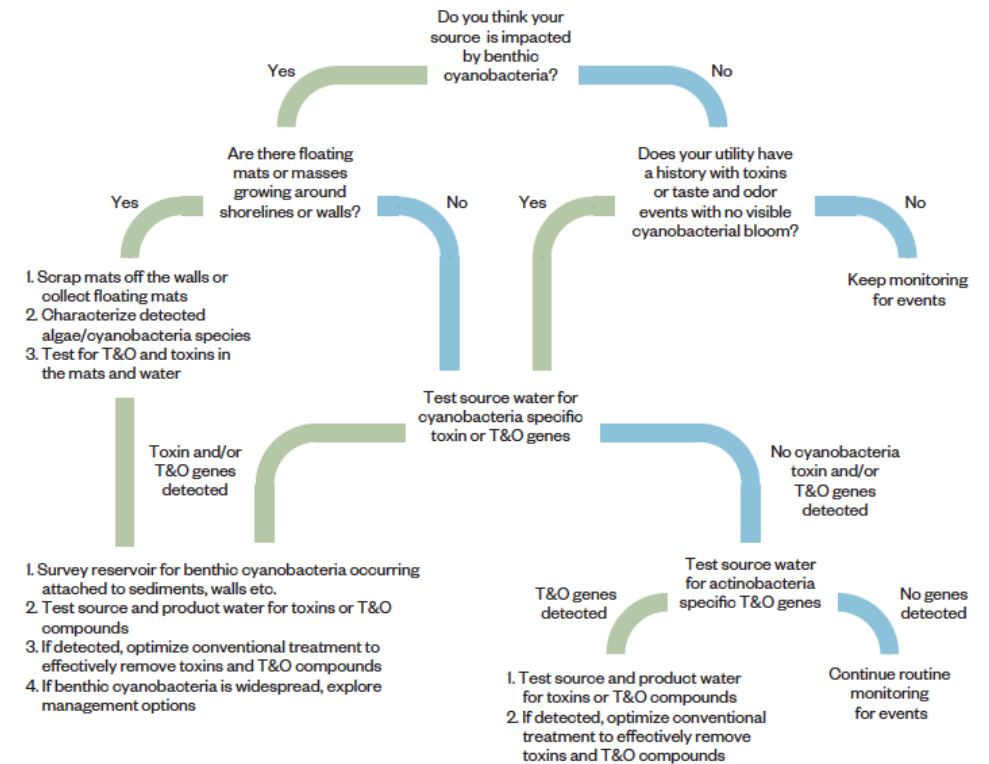 Do you think your
source is impacted
by benthic
cyanobacteria?
Yes
No
Are there floating
mats or masses
growing around
shorelines or walls?
Does your utility have
a history with toxins
or taste and odor
events with no visible
cyanobacterial bloom?
Yes
No
Yes
No
1. Scrap mats off the walls or
collect floating mats
2. Characterize detected
algae/cyanobacteria species
3. Test for T&O and toxins in
the mats and water
Keep monitoring
for events
Test source water for
cyanobacteria specific
toxin or T&O genes
Toxin and/or
T&O genes
detected
No cyanobacteria
toxin and/or
T&O genes
detected
1. Survey reservoir for benthic cyanobacteria occurring
attached to sediments, walls etc.
2. Test source and product water for toxins or T&O
compounds
3. If detected, optimize conventional treatment to
effectively remove toxins and T&O compounds
4. If benthic cyanobacteria is widespread, explore
management options
Test source water
for actinobacteria
specific T&O genes
T&O genes
detected
No genes
detected
1. Test source and product water
for toxins or T&O compounds
2. If detected, optimize conventional
treatment to effectively remove
toxins and T&O compounds
Continue routine
monitoring
for events